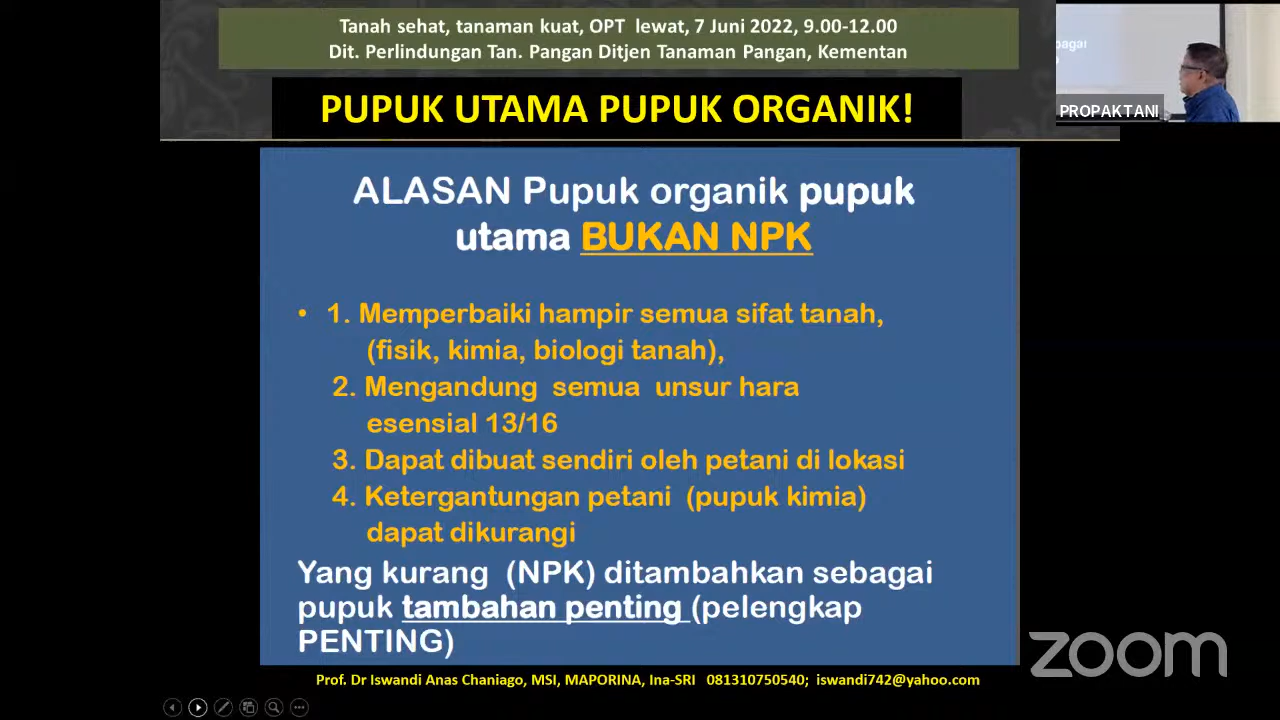 Tanah sehat, tanaman kuat, OPT lewat, 7 Juni 2022, 9.00-12.00
Dit. Perlindungan Tan. Pangan Ditjen Tanaman Pangan, Kementan
PUPUK UTAMA PUPUK ORGANIK!
PROPAKTANI
ALASAN Pupuk organik pupuk
utama BUKAN NPK
• 1. Memperbaiki hampir semua sifat tanah,
(fisik, kimia, biologi tanah),
2. Mengandung semua unsur hara
esensial 13/16
3. Dapat dibuat sendiri oleh petani di lokasi
4. Ketergantungan petani (pupuk kimia)
dapat dikurangi
Yang kurang (NPK) ditambahkan sebagai
pupuk tambahan penting (pelengkap
PENTING)
zoom
Prof. Dr Iswandi Anas Chaniago, MSI, MAPORINA, Ina-SRI 081310750540; iswandi742@yahoo.com